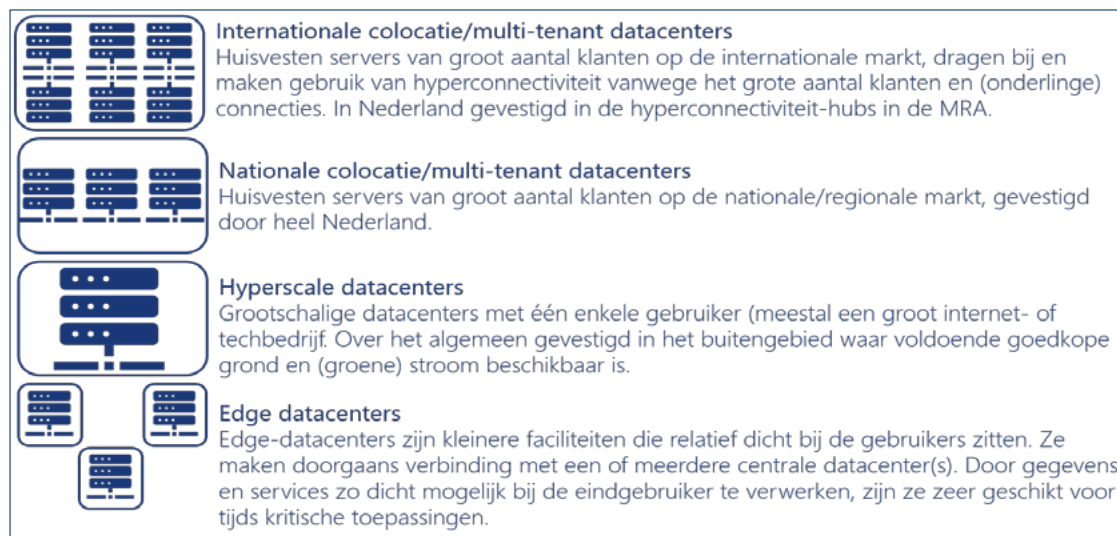 Internationale colocatie/multi-tenant datacenters
Huisvesten servers van groot aantal klanten op de internationale markt, dragen bij en
maken gebruik van hyperconnectiviteit vanwege het grote aantal klanten en (onderlinge)
connecties. In Nederland gevestigd in de hyperconnectiviteit-hubs in de MRA.
Nationale colocatie/multi-tenant datacenters
Huisvesten servers van groot aantal klanten op de nationale/regionale markt, gevestigd
door heel Nederland.
Hyperscale datacenters
Grootschalige datacenters met één enkele gebruiker (meestal een groot internet- of
techbedrijf. Over het algemeen gevestigd in het buitengebied waar voldoende goedkope
grond en (groene) stroom beschikbaar is.
Edge datacenters
Edge-datacenters zijn kleinere faciliteiten die relatief dicht bij de gebruikers zitten. Ze
maken doorgaans verbinding met een of meerdere centrale datacenter(s). Door gegevens
en services zo dicht mogelijk bij de eindgebruiker te verwerken, zijn ze zeer geschikt voor
tijds kritische toepassingen.